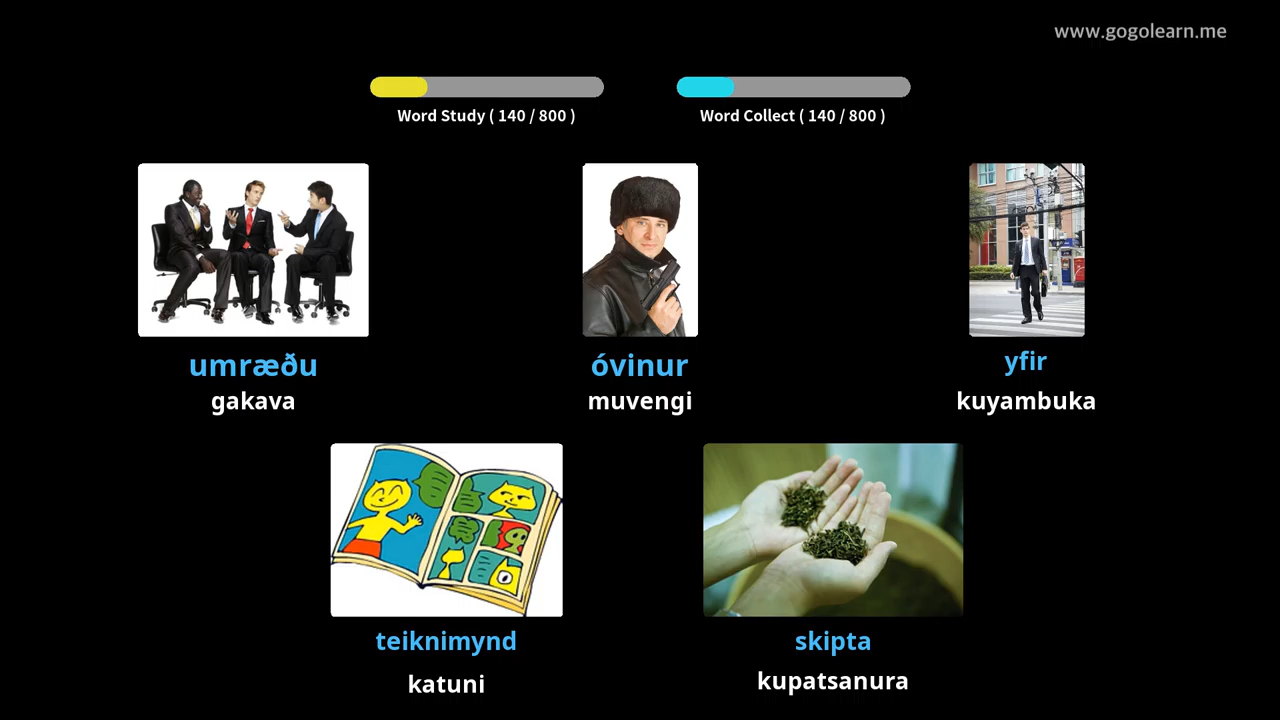 www.gogolearn.me
Word Study ( 140 / 800 )
Word Collect ( 140 / 800 )
umræðu
gakava
óvinur
muvengi
yfir
kuyambuka
teiknimynd
katuni
skipta
kupatsanura